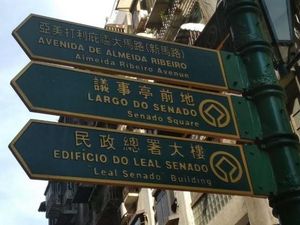 亞美打利庇盧大馬路(新馬路)
AVENIDA DE ALMEIDA RIBEIRO
Almeida Ribeiro Avenue
議事亭前地
LARGO DO SENADO
Senado Square
民政總署大樓
EDIFÍCIO DO LEAL SENADO
"Leal Senado" Building